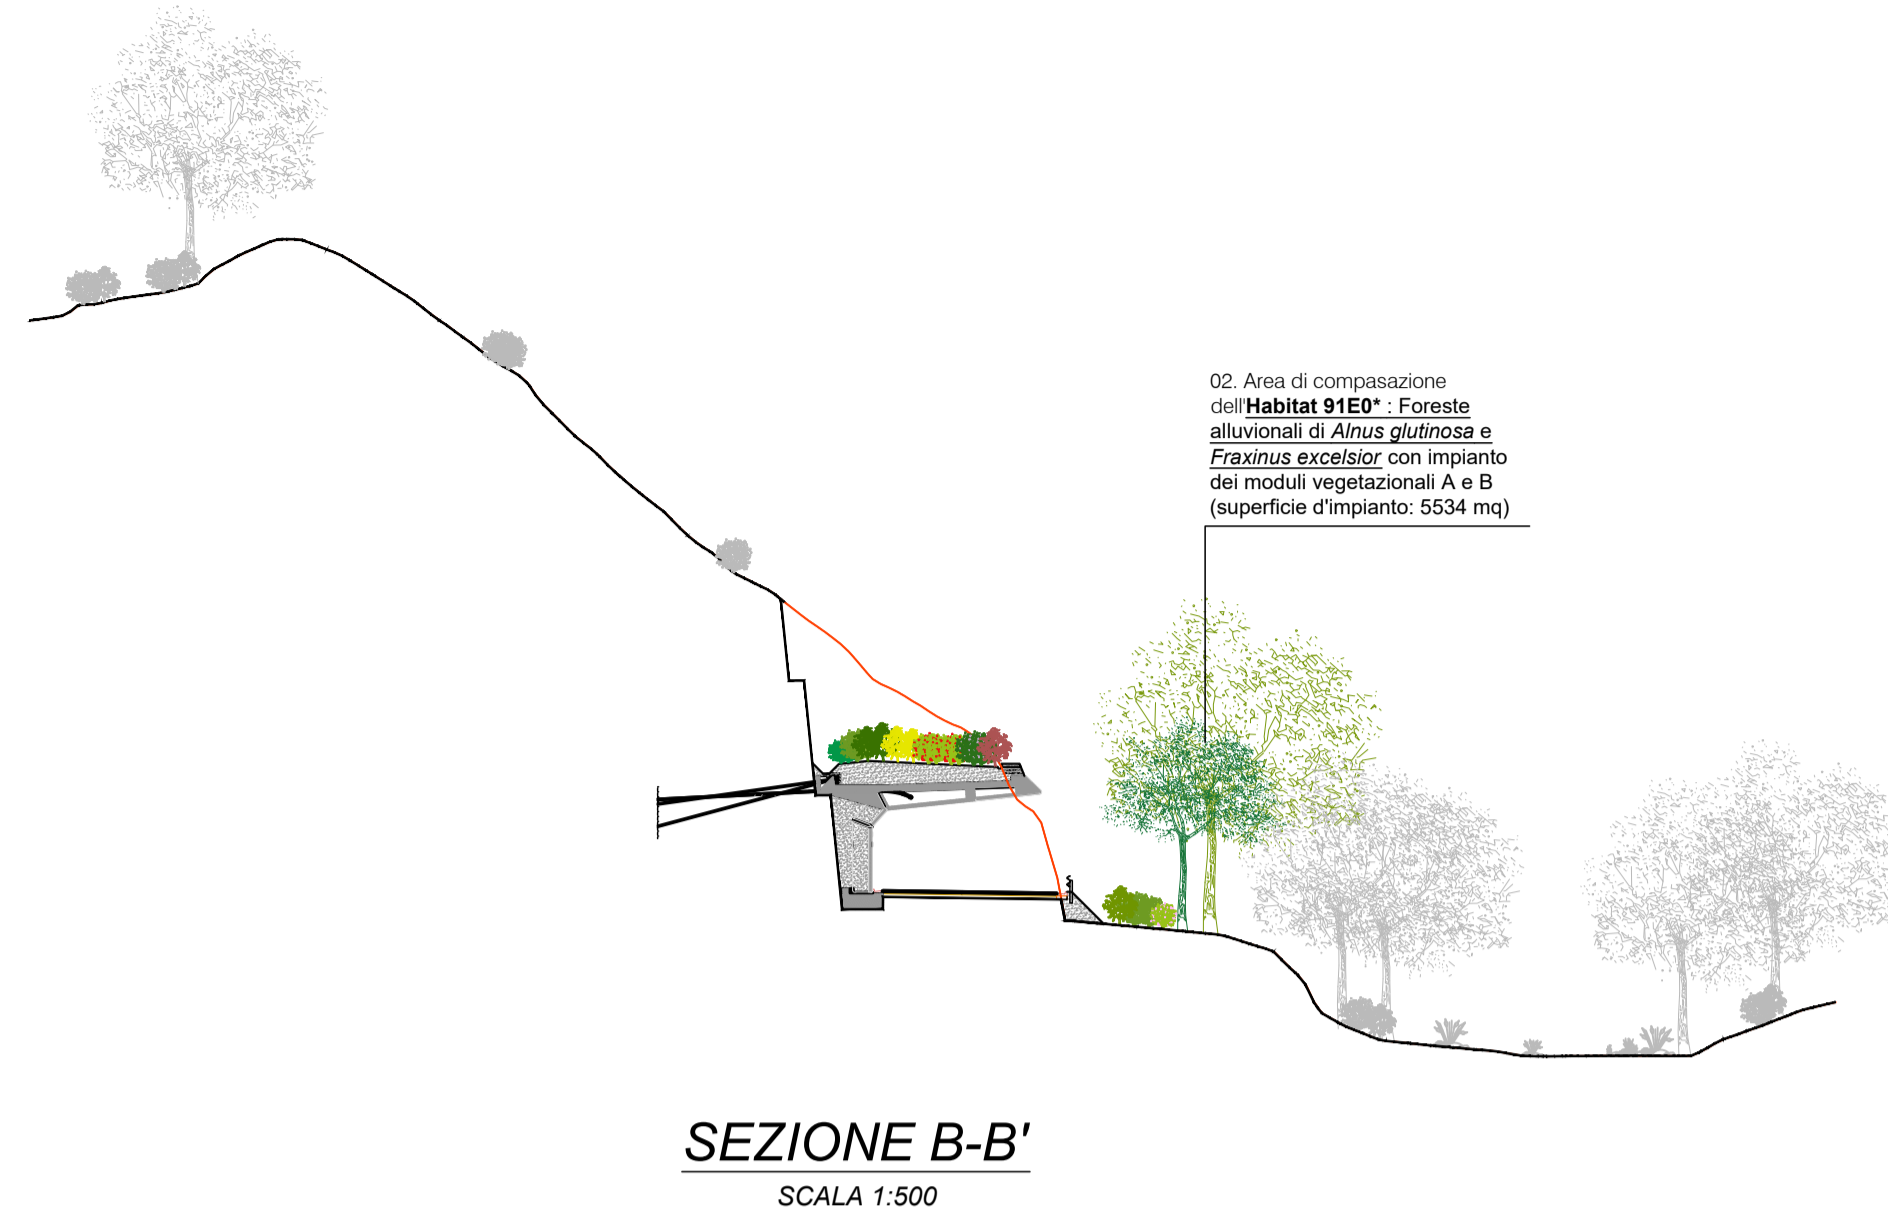 02. Area di compasazione
dell'Habitat 91E0* : Foreste
alluvionali di Alnus glutinosa e
Fraxinus excelsior con impianto
dei moduli vegetazionali A e B
(superficie d'impianto: 5534 mq)
SEZIONE B-B'
SCALA 1:500